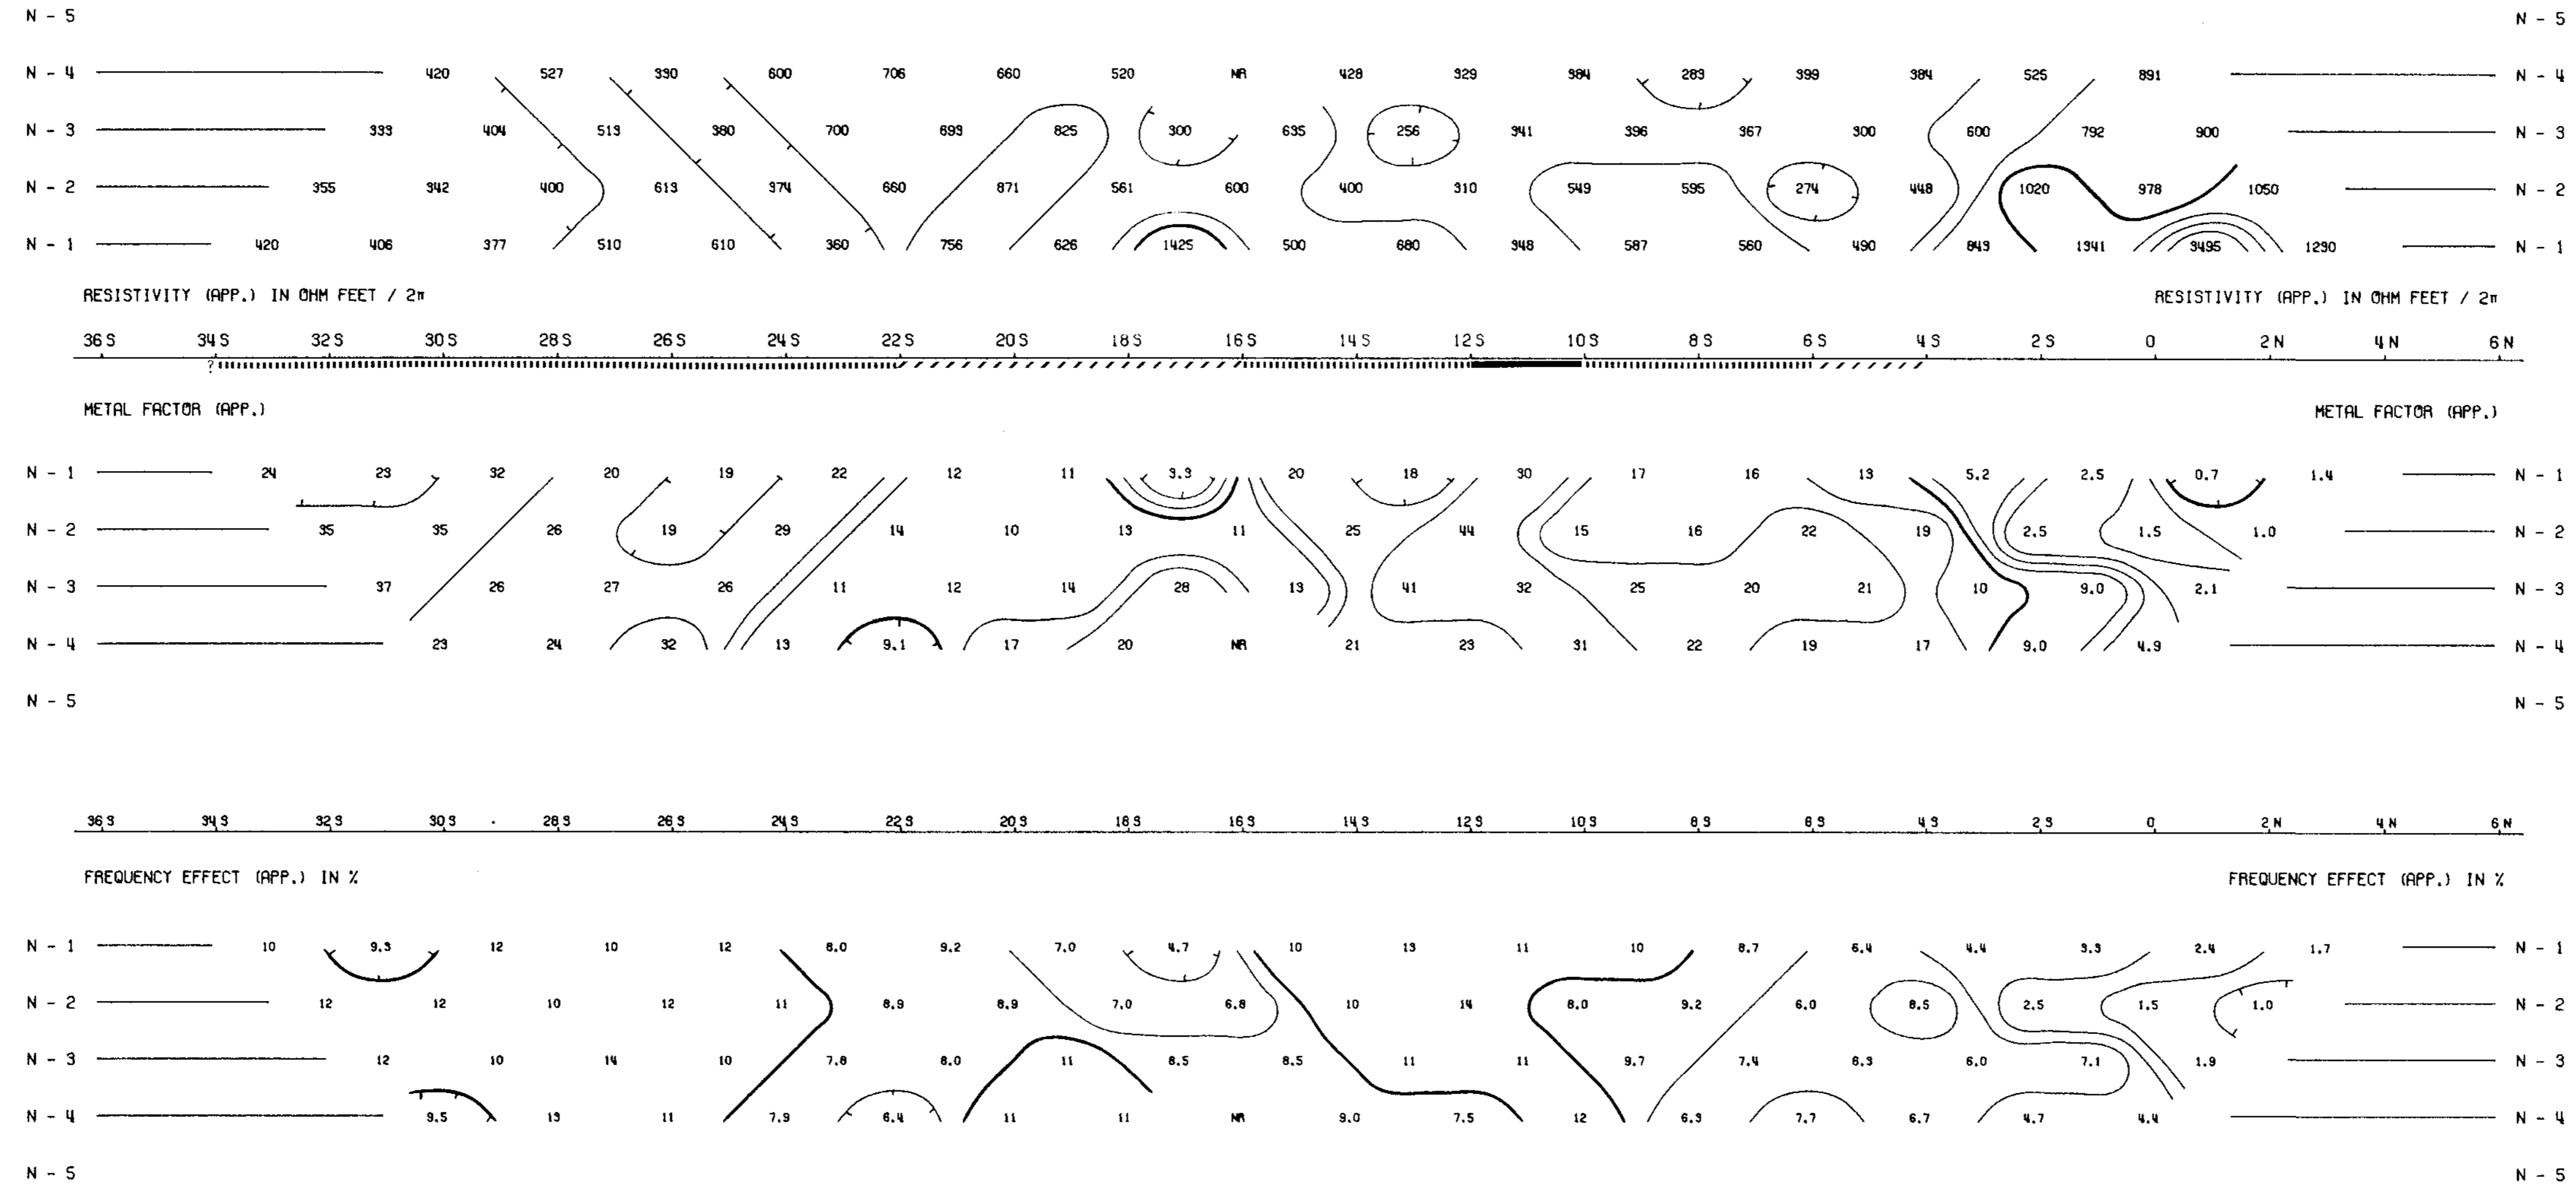 N - 5 N - 5
N - 4 420 527 330 600 706 660 520 NR 428 329 384 283 399 384 525 891 N - 4
N - 3 333 404 513 380 700 693 825 300 635 256 341 396 367 300 600 792 900 N - 3
N - 2 355 342 400 613 374 660 871 561 600 400 310 549 595 274 448 1020 978 1050 N - 2
N - 1 420 406 377 510 610 360 756 626 1425 500 680 348 587 560 490 843 1341 3495 1230 N - 1
RESISTIVITY (APP.) IN OHM FEET / 2π RESISTIVITY (APP.) IN OHM FEET / 2π
36 S 34 S 32 S 30 S 28 S 26 S 24 S 22 S 20 S 18 S 16 S 14 S 12 S 10 S 8 S 6 S 4 S 2 S 0 2 N 4 N 6 N
?
METAL FACTOR (APP.) METAL FACTOR (APP.)
N - 1 24 23 32 20 19 22 12 11 3.3 20 18 30 17 16 13 5.2 2.5 0.7 1.4 N - 1
N - 2 35 35 26 19 29 14 10 13 11 25 44 15 16 22 19 2.5 1.5 1.0 N - 2
N - 3 37 26 27 26 11 12 14 28 13 41 32 25 20 21 10 9.0 2.1 N - 3
N - 4 23 24 32 13 9.1 17 20 NR 21 23 31 22 19 17 9.0 4.9 N - 4
N - 5 N - 5
36 S 34 S 32 S 30 S 28 S 26 S 24 S 22 S 20 S 18 S 16 S 14 S 12 S 10 S 8 S 6 S 4 S 2 S 0 2 N 4 N 6 N
FREQUENCY EFFECT (APP.) IN % FREQUENCY EFFECT (APP.) IN %
N - 1 10 9.3 12 10 12 8.0 9.2 7.0 4.7 10 13 11 10 8.7 6.4 4.4 3.3 2.4 1.7 N - 1
N - 2 12 12 10 12 11 8.9 8.9 7.0 6.8 10 14 8.0 9.2 6.0 8.5 2.5 1.5 1.0 N - 2
N - 3 12 10 14 10 7.8 8.0 11 8.5 8.5 11 11 9.7 7.4 6.3 6.0 7.1 1.9 N - 3
N - 4 9.5 13 11 7.9 6.4 11 11 NR 9.0 7.5 12 6.3 7.7 6.7 4.7 4.4 N - 4
N - 5 N - 5